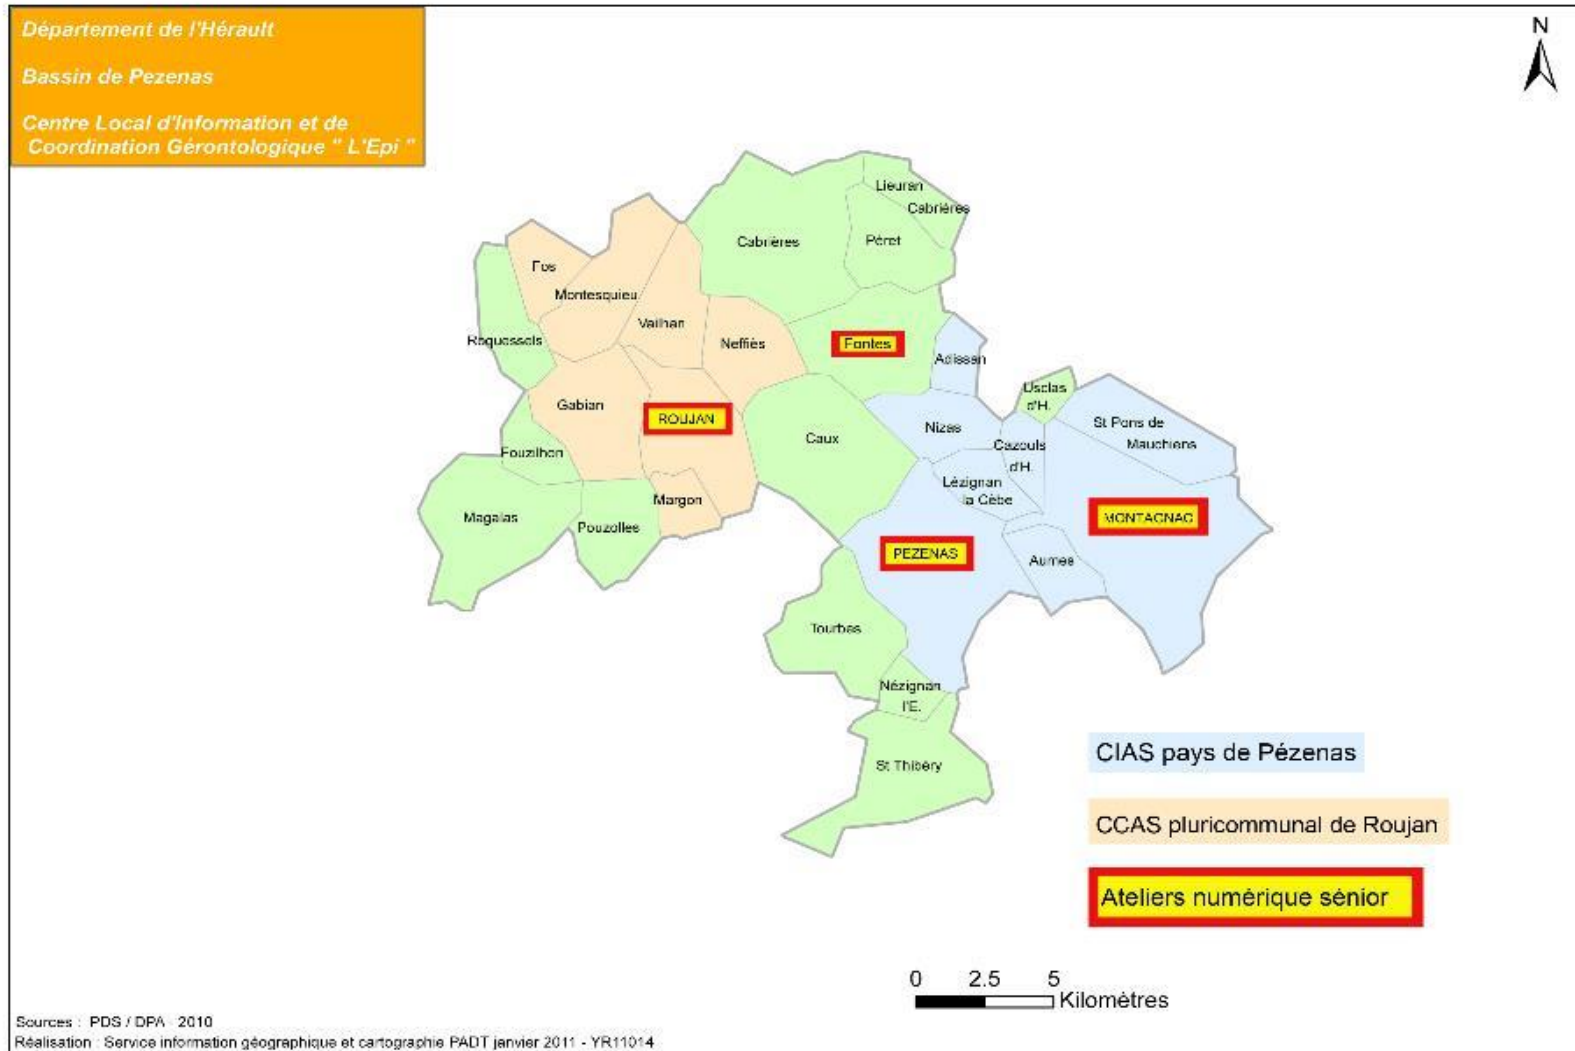 Département de l'Hérault
Bassin de Pezenas
Centre Local d'Information et de
Coordination Gérontologique " L'Epi "
N
Lieuran
Cabrières
Cabrières
Péret
Fos
Montesquieu
Vailhan
Neffiès
Fontes
Adissan
Roquessels
Usclas
d'H.
Gabian
ROUJAN
Caux
Nizas
Cazouls
d'H.
St Pons de
Mauchiens
Fouzilhon
Lézignan
la Cèbe
Magalas
Pouzolles
Margon
MONTAGNAC
PEZENAS
Aumes
Tourbes
Nézignan
l'E.
St Thibéry
CIAS pays de Pézenas
CCAS pluricommunal de Roujan
Ateliers numérique sénior
0 2.5 5
Kilomètres
Sources : PDS / DPA - 2010
Réalisation : Service information géographique et cartographie PADT janvier 2011 - YR11014